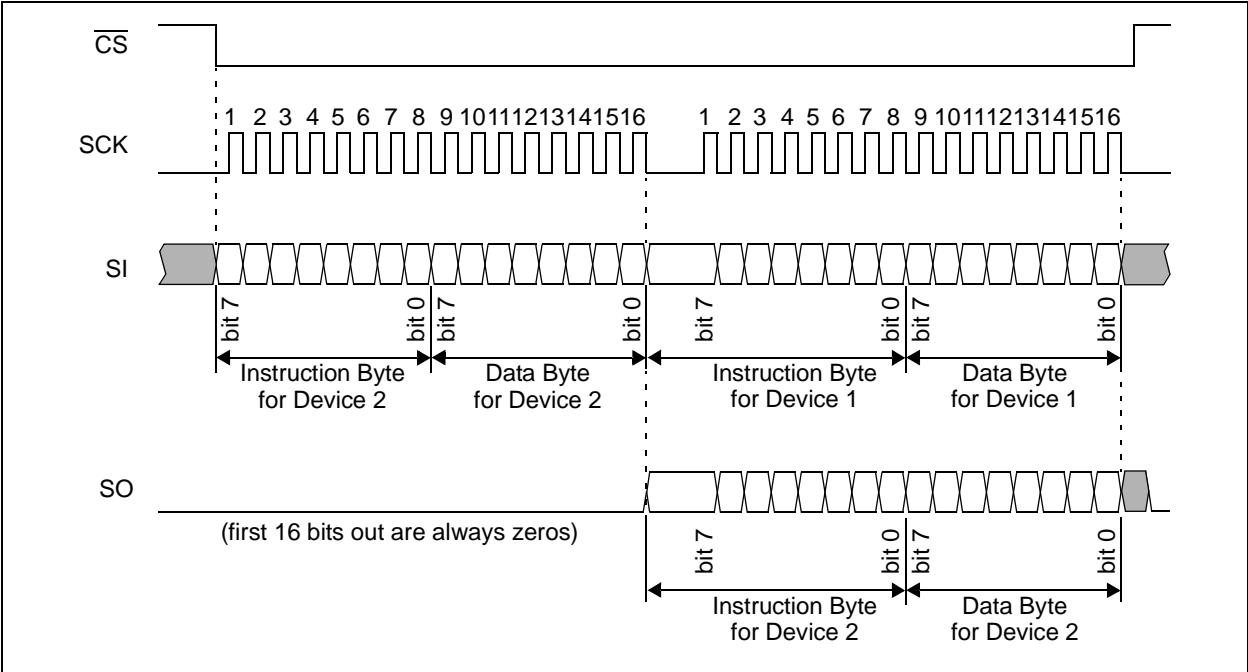 CS
1 2 3 4 5 6 7 8 9 10 11 12 13 14 15 16 1 2 3 4 5 6 7 8 9 10 11 12 13 14 15 16
SCK
SI
bit 7 bit 0 bit 7 bit 0 bit 7 bit 0 bit 7 bit 0
Instruction Byte Data Byte Instruction Byte Data Byte
for Device 2 for Device 2 for Device 1 for Device 1
SO
(first 16 bits out are always zeros)
bit 7 bit 0 bit 7 bit 0
Instruction Byte Data Byte
for Device 2 for Device 2